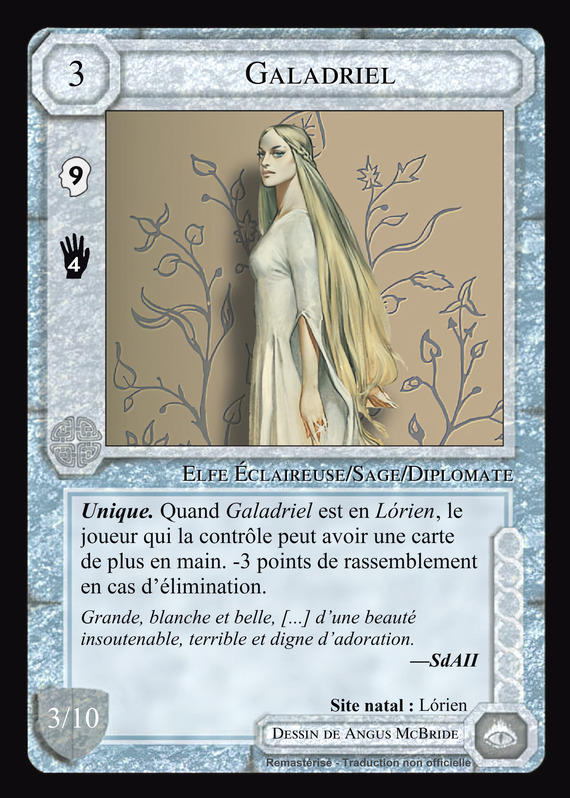 3
GALADRIEL
9
4
ELFE ÉCLAIREUSE/SAGE/DIPLOMATE
Unique. Quand Galadriel est en Lórien, le
joueur qui la contrôle peut avoir une carte
de plus en main. -3 points de rassemblement
en cas d'élimination.
Grande, blanche et belle, [...] d'une beauté
insoutenable, terrible et digne d'adoration.
—SdAII
Site natal : Lórien
3/10
DESSIN DE ANGUS MCBRIDE
Remastérisé - Traduction non officielle